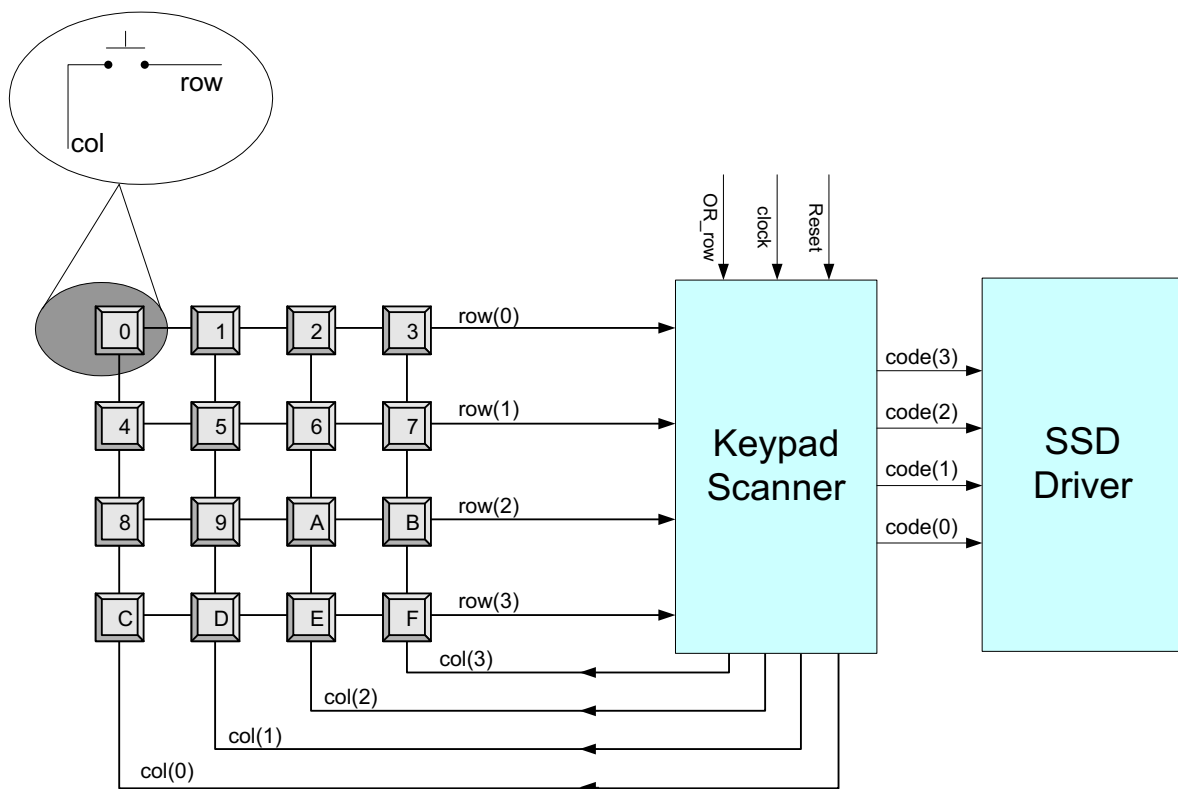 row
col
OR_row
clock
Reset
0 1 2 3 row(0)
4 5 6 7 row(1)
8 9 A B row(2)
C D E F row(3)
code(3)
code(2)
code(1)
code(0)
Keypad
Scanner
SSD
Driver
col(3)
col(2)
col(1)
col(0)